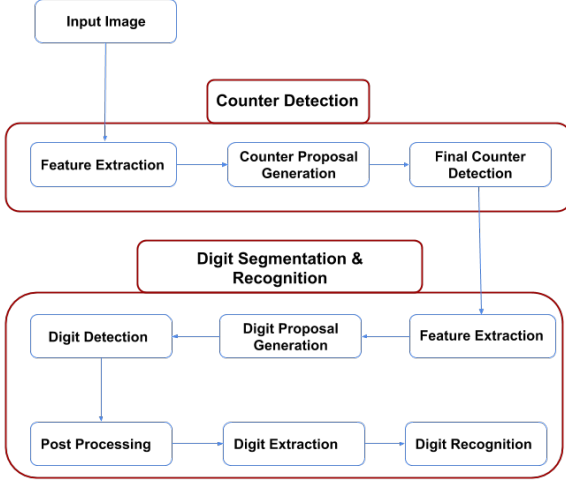 Input Image
Counter Detection
Feature Extraction
Counter Proposal
Generation
Final Counter
Detection
Digit Segmentation &
Recognition
Digit Detection
Digit Proposal
Generation
Feature Extraction
Post Processing
Digit Extraction
Digit Recognition